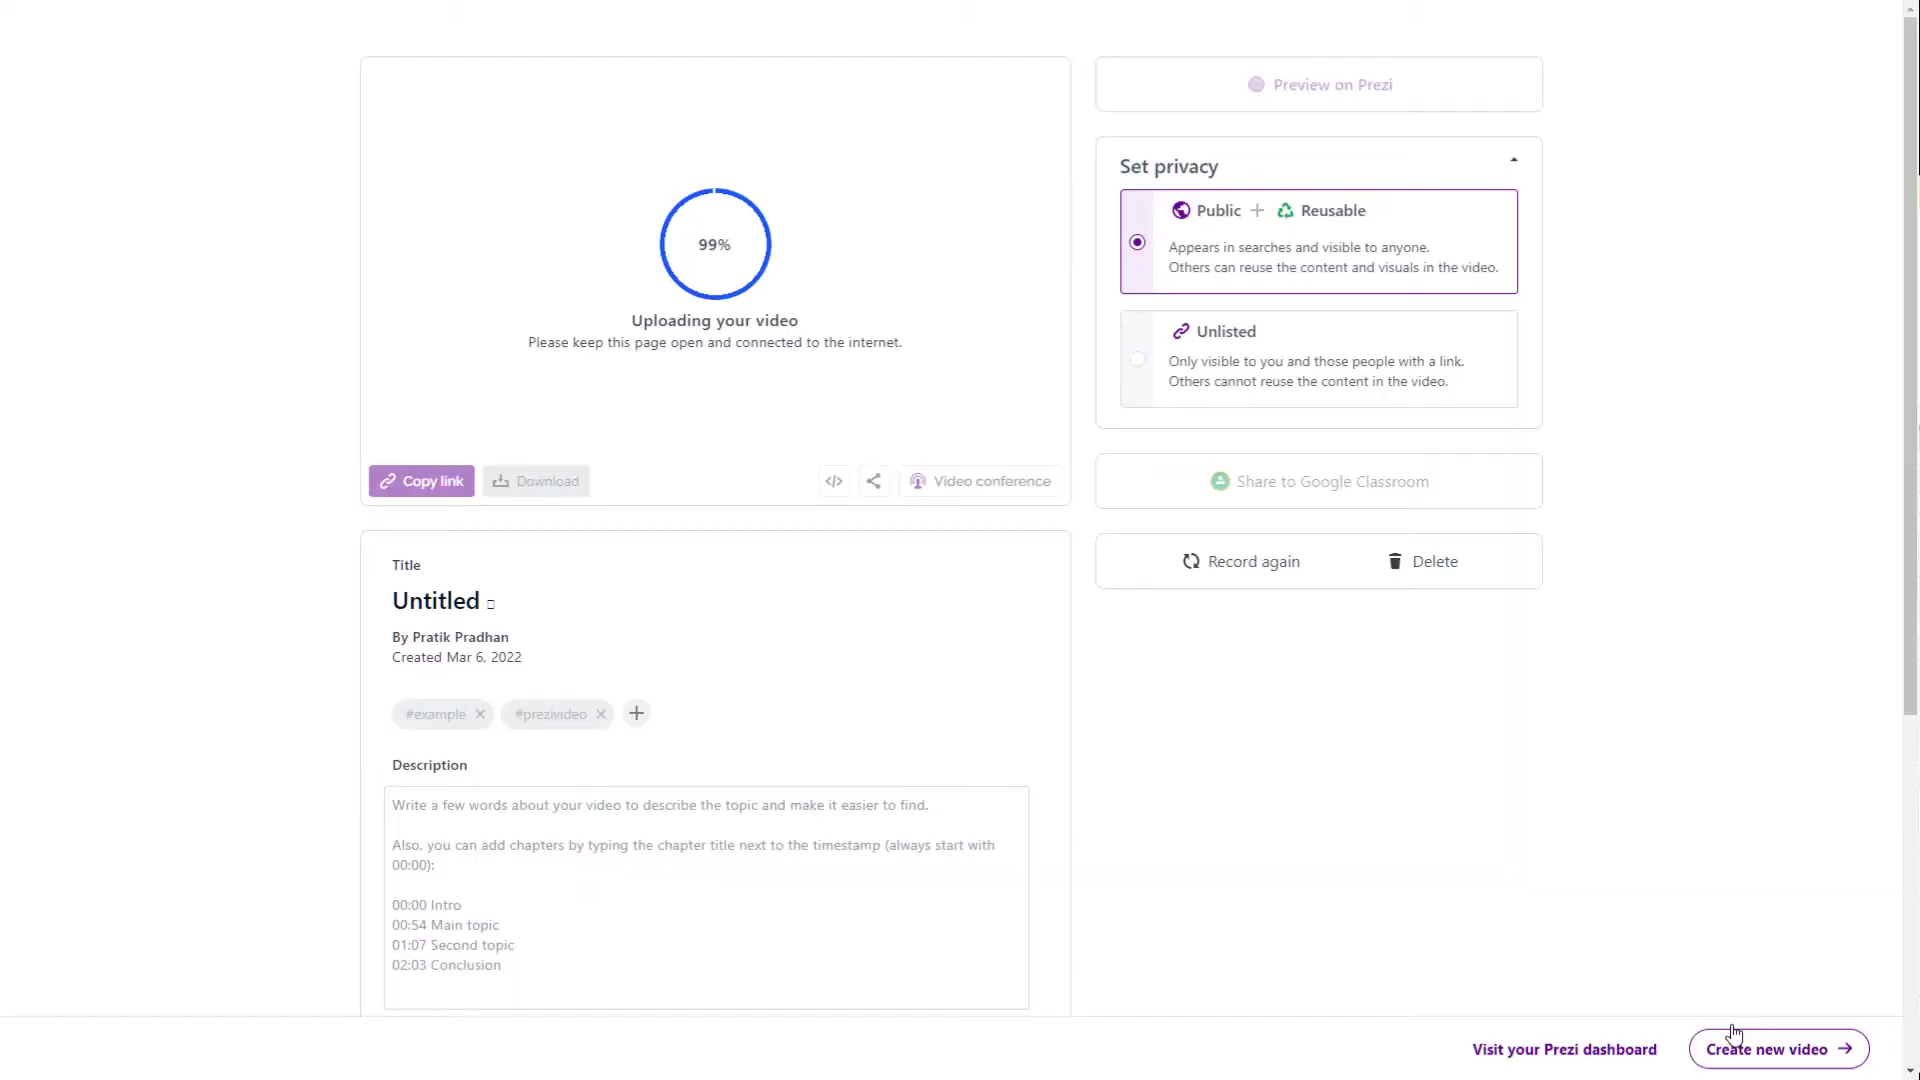 99%
Uploading your video
Please keep this page open and connected to the internet.
Copy link
Download
Video conference
Title
Untitled
By Pratik Pradhan
Created Mar 6, 2022
#example
#prezivideo
Description
Write a few words about your video to describe the topic and make it easier to find.
Also, you can add chapters by typing the chapter title next to the timestamp (always start with
00:00):
00:00 Intro
00:54 Main topic
01:07 Second topic
02:03 Conclusion
Preview on Prezi
Set privacy
Public + Reusable
Appears in searches and visible to anyone.
Others can reuse the content and visuals in the video.
Unlisted
Only visible to you and those people with a link.
Others cannot reuse the content in the video.
Share to Google Classroom
Record again
Delete
Visit your Prezi dashboard
Create new video